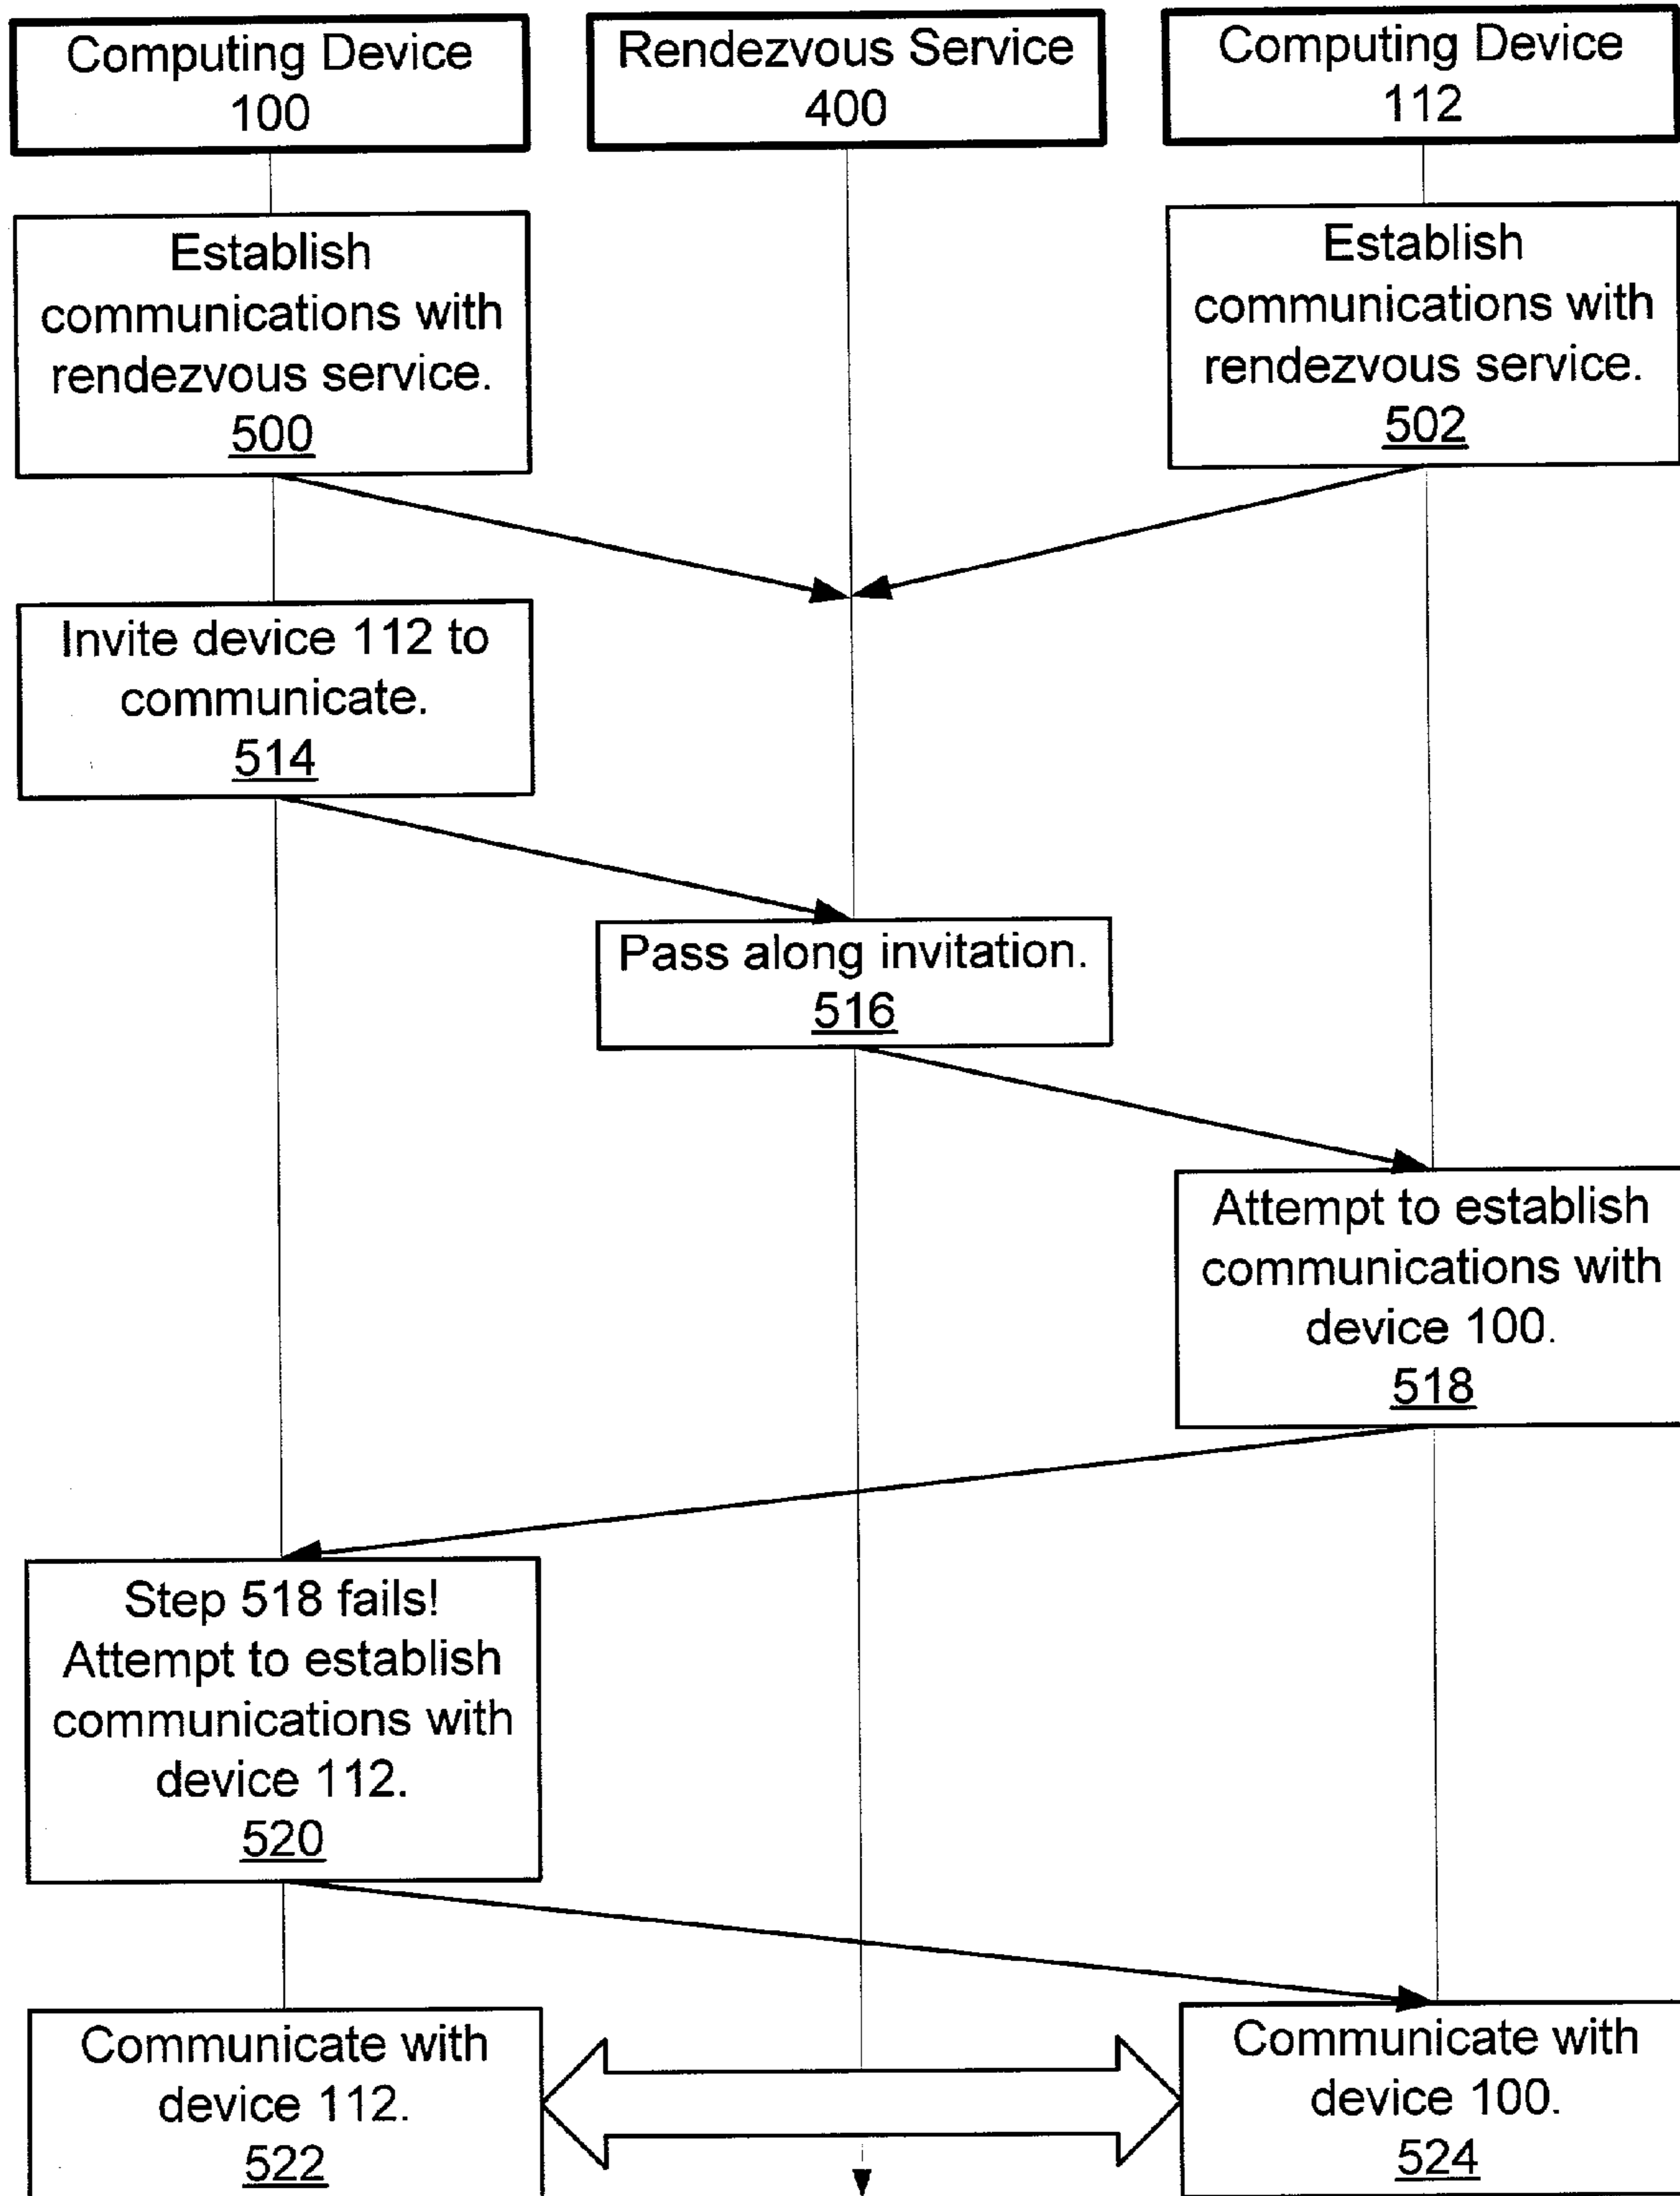 Computing Device
100
Rendezvous Service
400
Computing Device
112
Establish
communications with
rendezvous service.
500
Establish
communications with
rendezvous service.
502
Invite device 112 to
communicate.
514
Pass along invitation.
516
Attempt to establish
communications with
device 100.
518
Step 518 fails!
Attempt to establish
communications with
device 112.
520
Communicate with
device 112.
522
Communicate with
device 100.
524